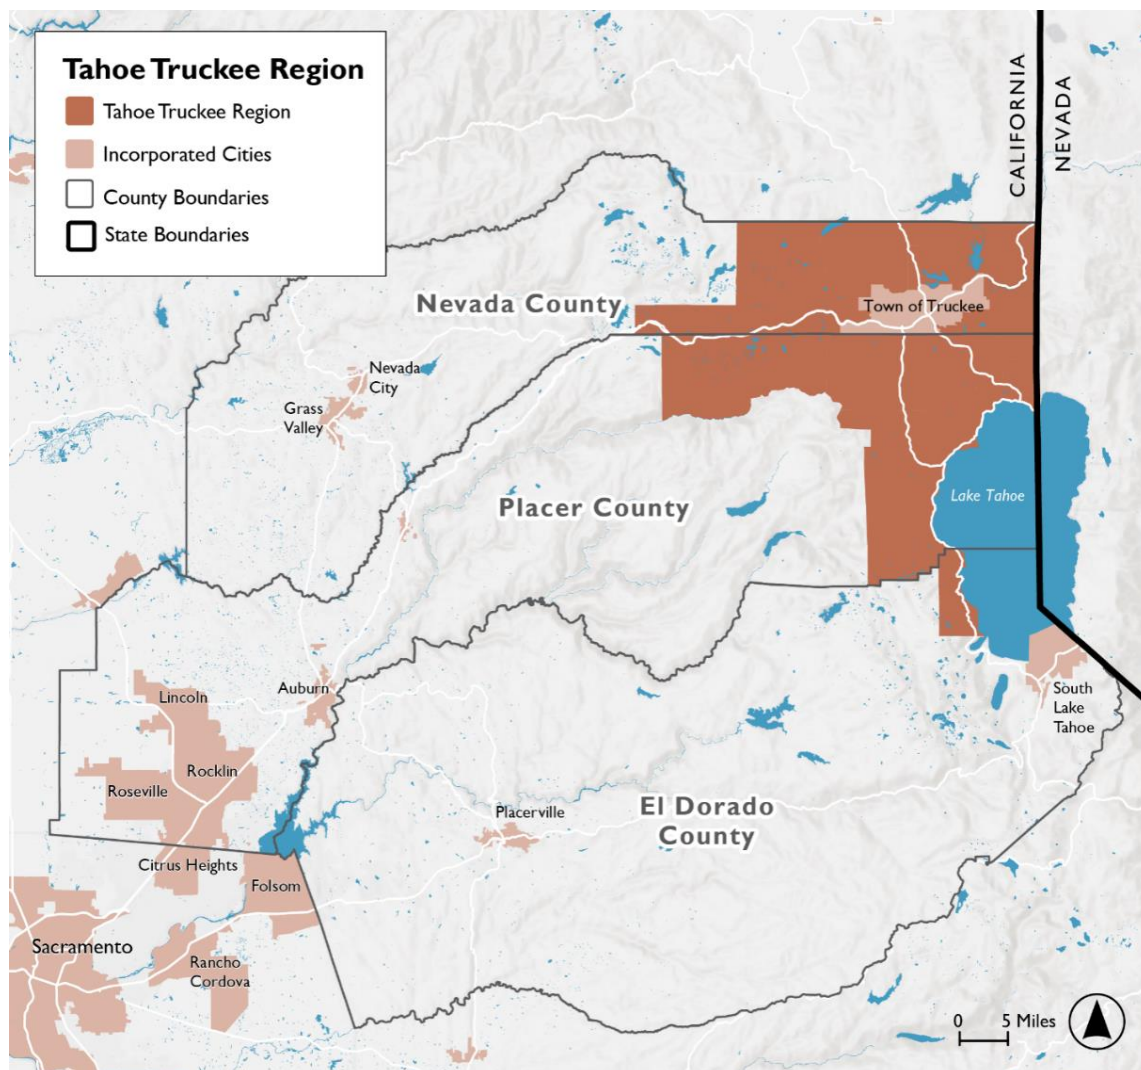 Tahoe Truckee Region
Tahoe Truckee Region
Incorporated Cities
County Boundaries
State Boundaries
CALIFORNIA
NEVADA
Nevada County
Town of Truckee
Nevada
City
Grass
Valley
Placer County
Lake Tahoe
Lincoln
Auburn
South
Lake
Tahoe
Rocklin
Roseville
Placerville
El Dorado
County
Citrus Heights
Folsom
Sacramento
Rancho
Cordova
0 5 Miles